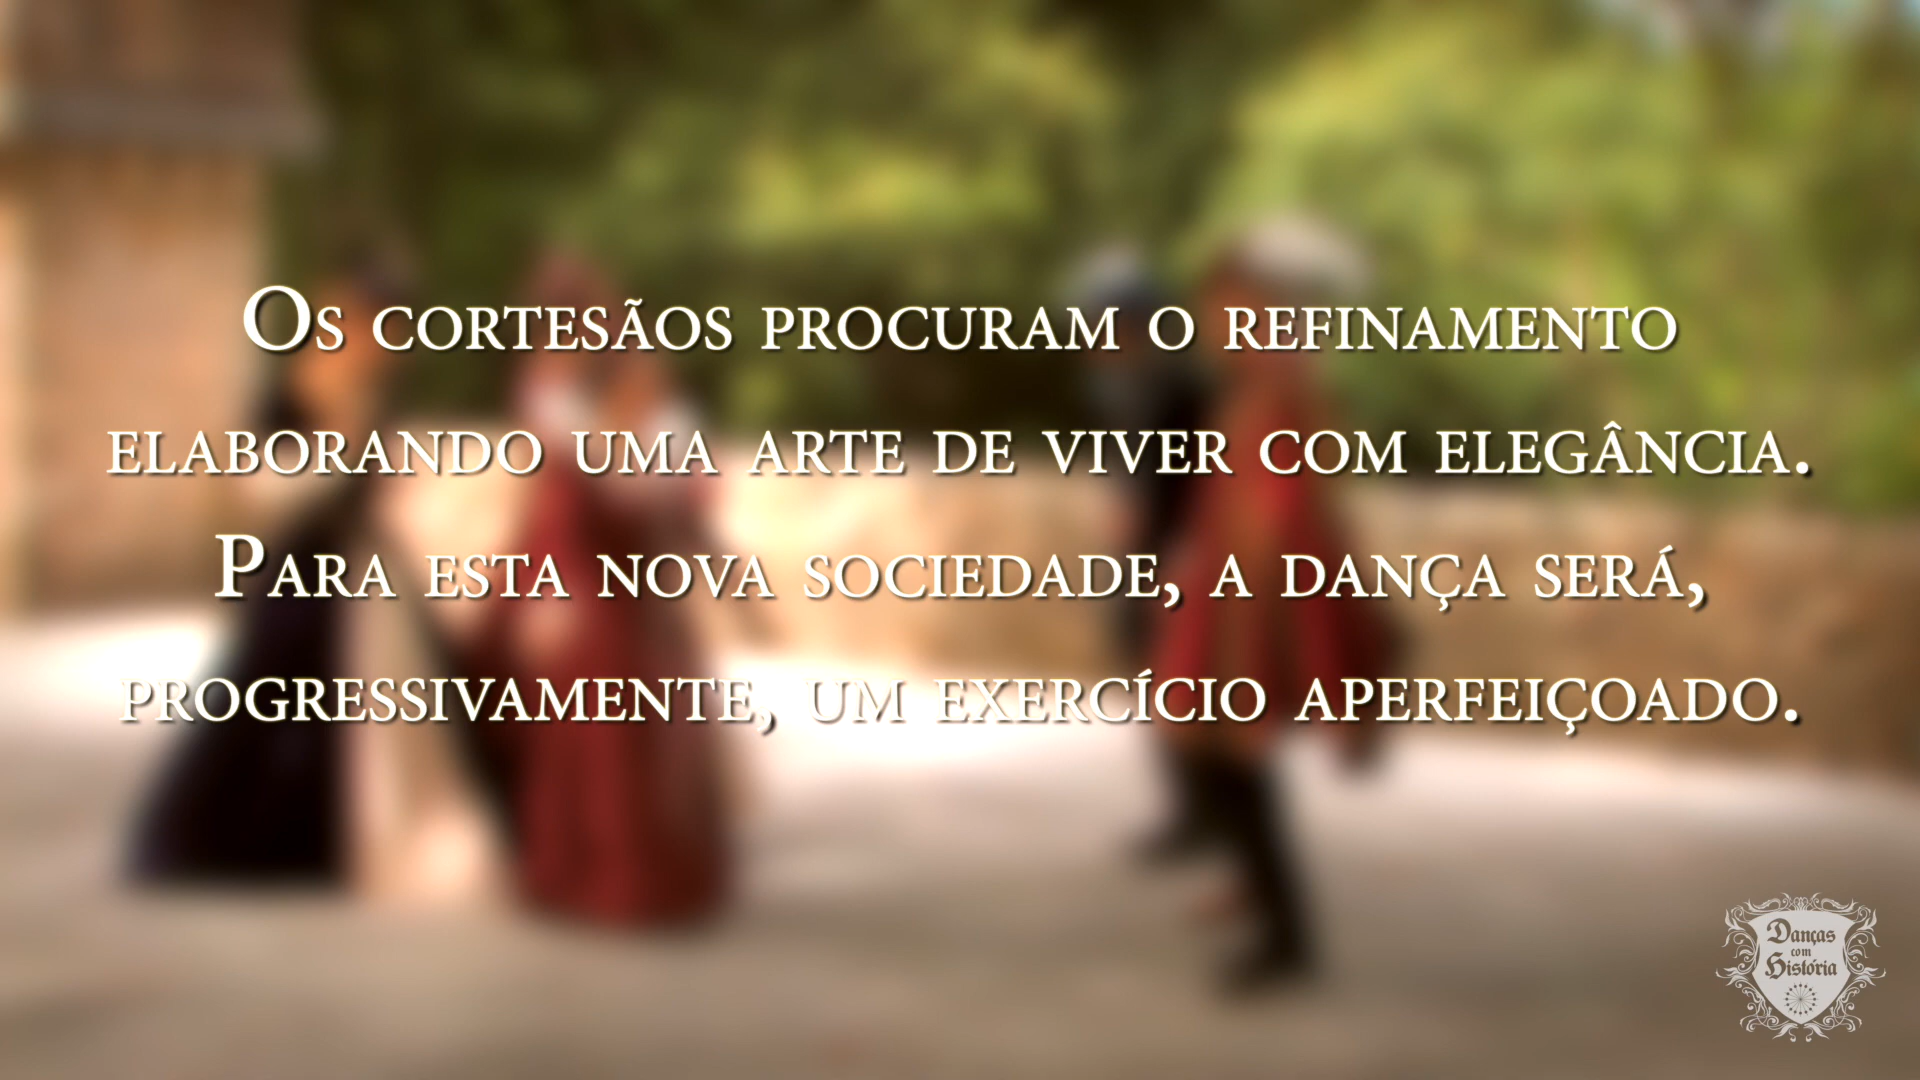 Os cortesãos procuram o refinamento
elaborando uma arte de viver com elegância.
Para esta nova sociedade, a dança será,
progressivamente, um exercício aperfeiçoado.
Danças
com
História